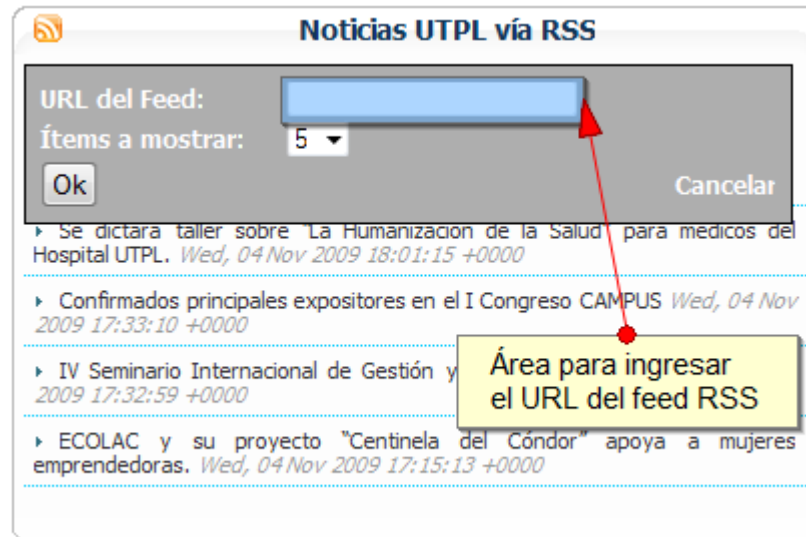 Noticias UTPL vía RSS
URL del Feed:
Ítems a mostrar: 5
Ok Cancelar
Se dictará taller sobre "La Humanización de la Salud" para médicos del
Hospital UTPL. Wed, 04 Nov 2009 18:01:15 +0000
Confirmados principales expositores en el I Congreso CAMPUS Wed, 04 Nov
2009 17:33:10 +0000
IV Seminario Internacional de Gestión y
2009 17:32:59 +0000
Área para ingresar
el URL del feed RSS
ECOLAC y su proyecto "Centinela del Cóndor" apoya a mujeres
emprendedoras. Wed, 04 Nov 2009 17:15:13 +0000